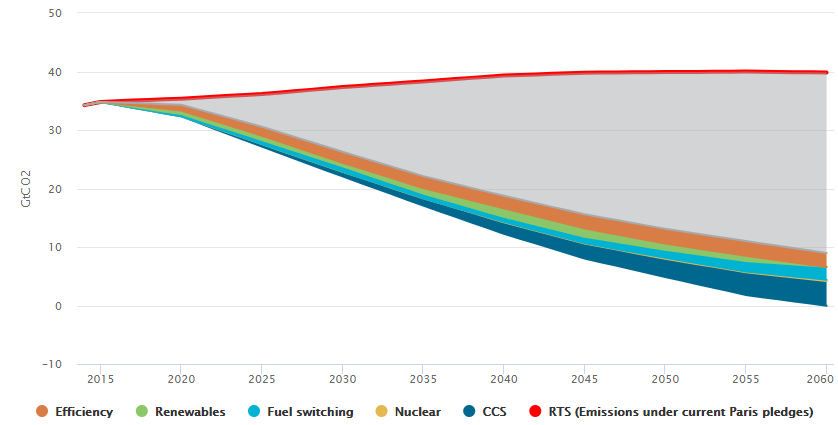 50
40
30
20
10
0
-10
GtCO2
2015 2020 2025 2030 2035 2040 2045 2050 2055 2060
Efficiency Renewables Fuel switching Nuclear CCS RTS (Emissions under current Paris pledges)